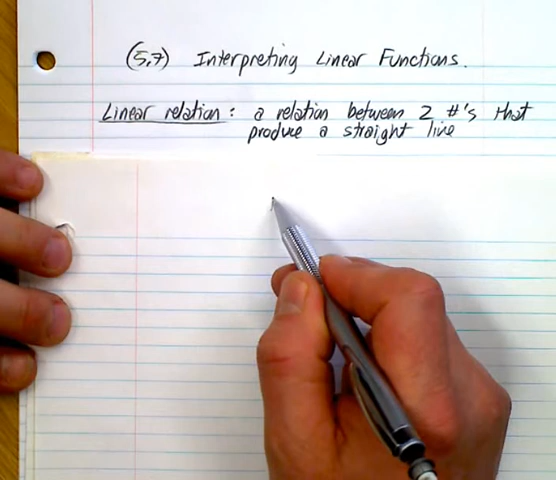 (5,7) Interpreting Linear Functions.
Linear relation : a relation between 2 #'s that
produce a straight line